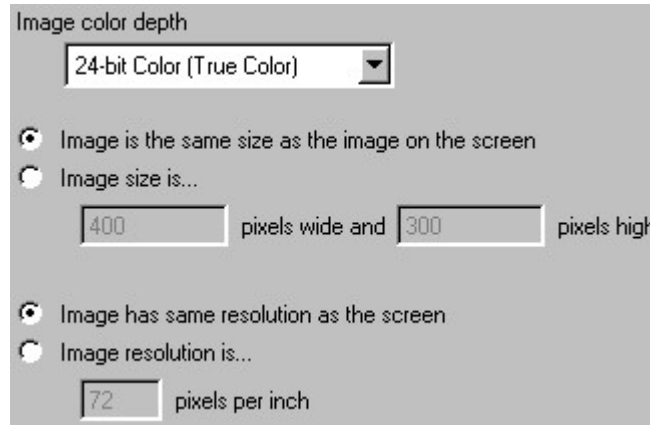 Image color depth
24-bit Color (True Color)
Image is the same size as the image on the screen
Image size is...
400 pixels wide and 300 pixels high
Image has same resolution as the screen
Image resolution is...
72 pixels per inch